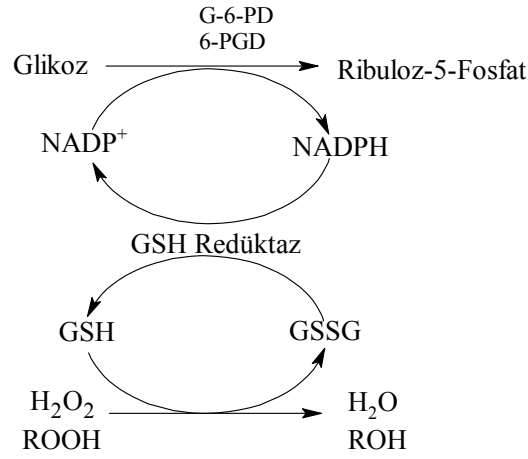 G-6-PD
6-PGD
Glikoz
Ribuloz-5-Fosfat
NADP⁺
NADPH
GSH Redüktaz
GSH
GSSG
H₂O₂
H₂O
ROOH
ROH